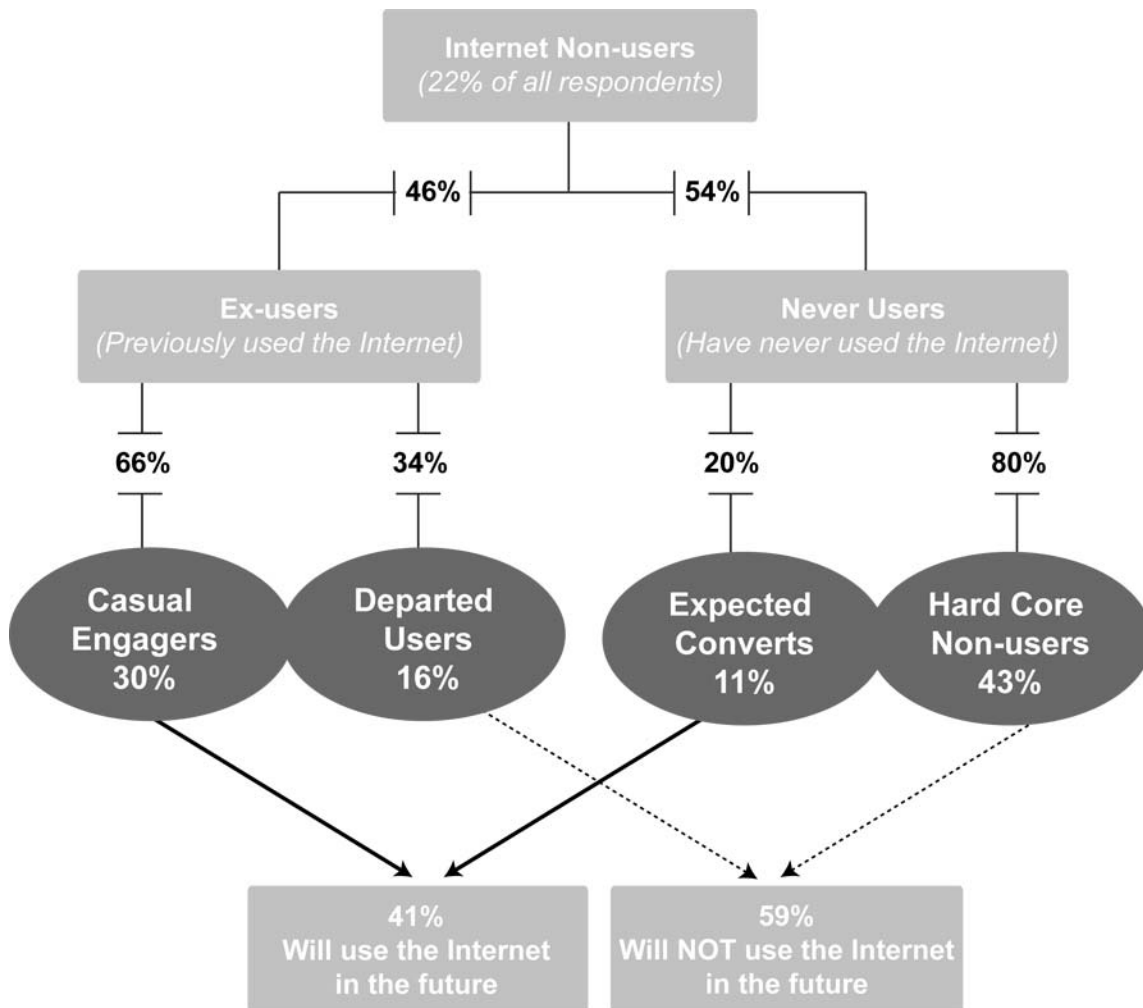 Internet Non-users
(22% of all respondents)
46%
54%
Ex-users
(Previously used the Internet)
Never Users
(Have never used the Internet)
66%
34%
20%
80%
Casual
Engagers
30%
Departed
Users
16%
Expected
Converts
11%
Hard Core
Non-users
43%
41%
Will use the Internet
in the future
59%
Will NOT use the Internet
in the future